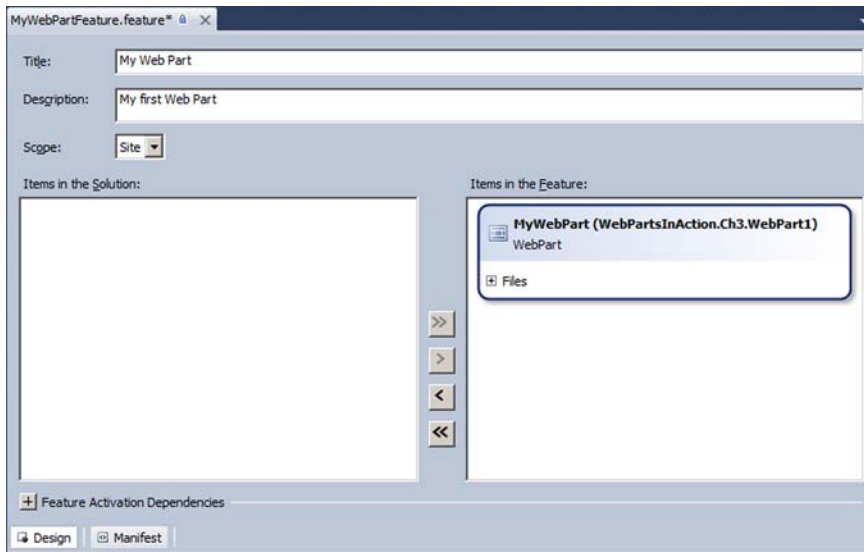 MyWebPartFeature.feature*
Title:
My Web Part
Description:
My first Web Part
Scope:
Site
Items in the Solution:
Items in the Feature:
MyWebPart (WebPartsInAction.Ch3.WebPart1)
WebPart
Files
>>
>
<
<<
Feature Activation Dependencies
Design
Manifest